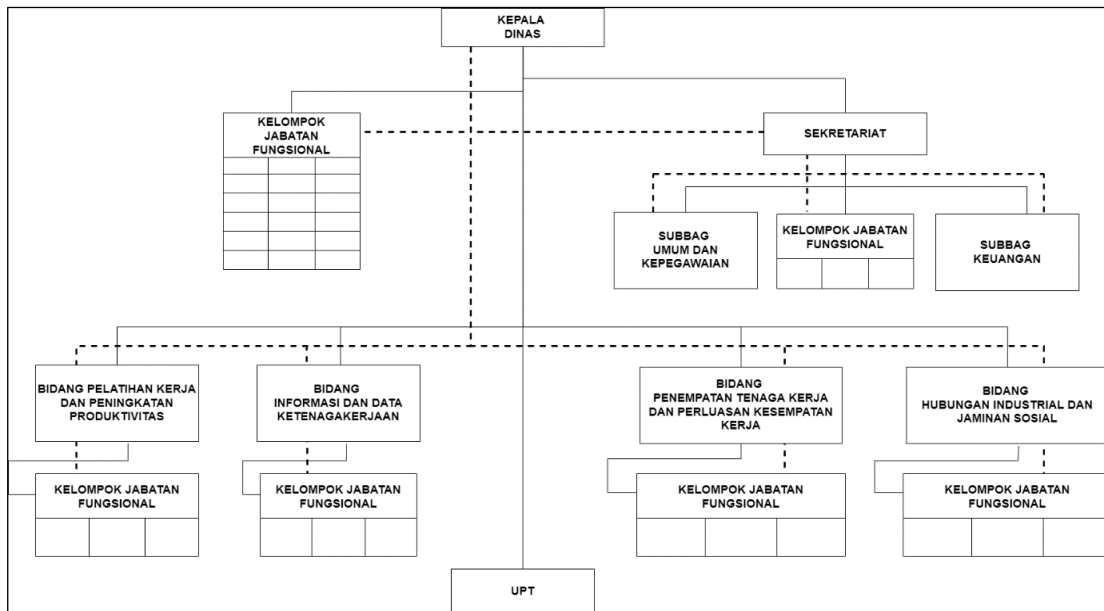 KEPALA
DINAS
KELOMPOK
JABATAN
FUNGSIONAL
SEKRETARIAT
SUBBAG
UMUM DAN
KEPEGAWAIAN
KELOMPOK JABATAN
FUNGSIONAL
SUBBAG
KEUANGAN
BIDANG PELATIHAN KERJA
DAN PENINGKATAN
PRODUKTIVITAS
BIDANG
INFORMASI DAN DATA
KETENAGAKERJAAN
BIDANG
PENEMPATAN TENAGA KERJA
DAN PERLUASAN KESEMPATAN
KERJA
BIDANG
HUBUNGAN INDUSTRIAL DAN
JAMINAN SOSIAL
KELOMPOK JABATAN
FUNGSIONAL
KELOMPOK JABATAN
FUNGSIONAL
KELOMPOK JABATAN
FUNGSIONAL
KELOMPOK JABATAN
FUNGSIONAL
UPT